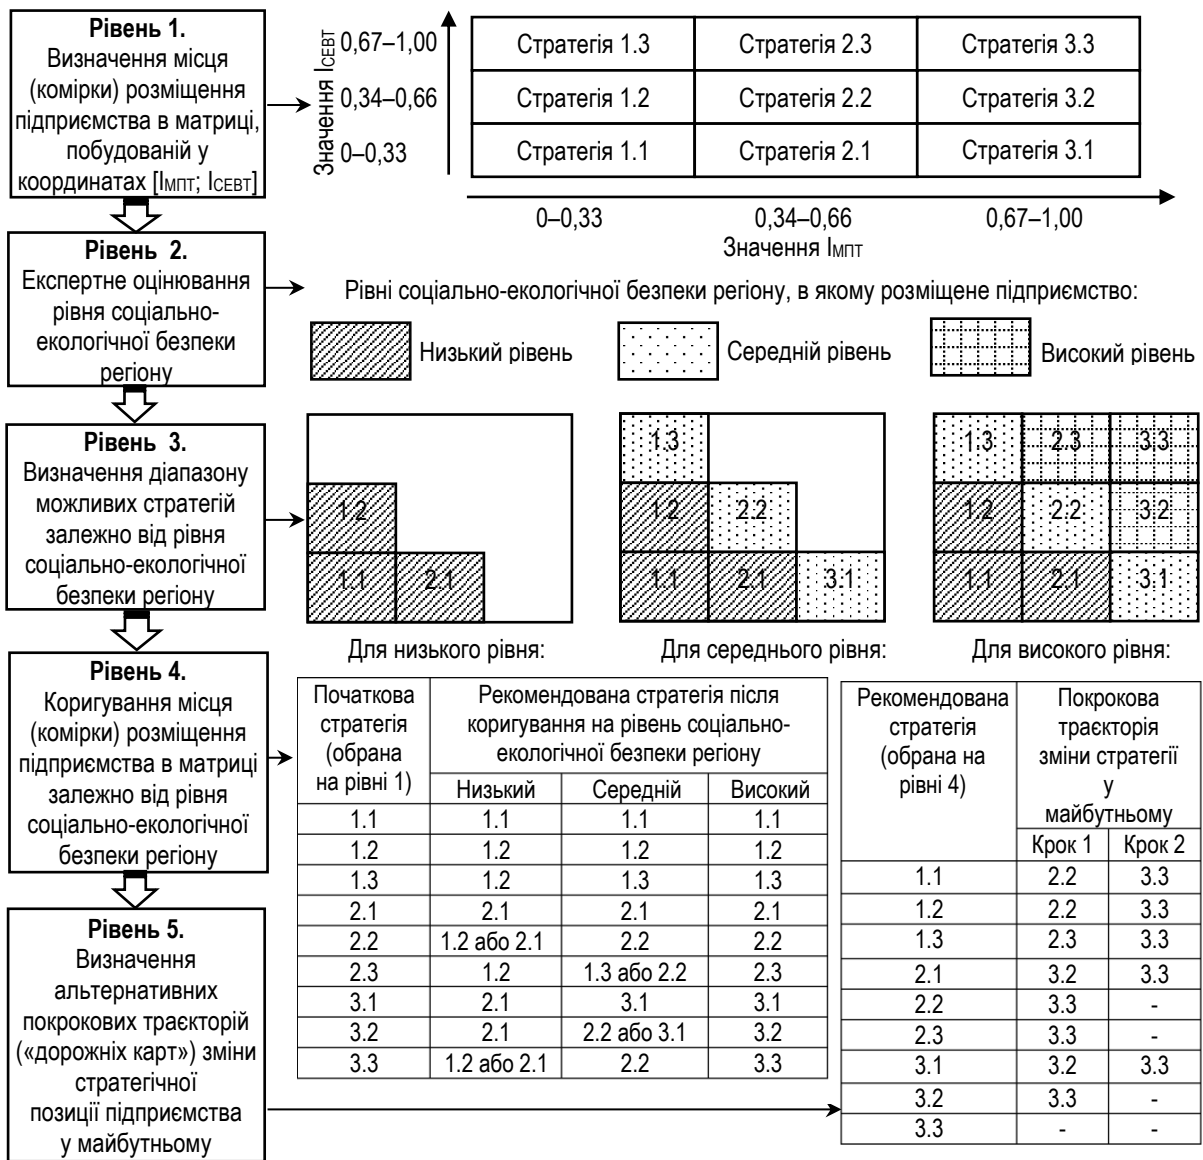 Рівень 1.
Визначення місця
(комірки) розміщення
підприємства в матриці,
побудованій у
координатах [IМПТ; IСЕВТ]
Значення IСЕВТ
0,67–1,00
0,34–0,66
0–0,33
Стратегія 1.3 Стратегія 2.3 Стратегія 3.3
Стратегія 1.2 Стратегія 2.2 Стратегія 3.2
Стратегія 1.1 Стратегія 2.1 Стратегія 3.1
0–0,33 0,34–0,66 0,67–1,00
Значення IМПТ
Рівень 2.
Експертне оцінювання
рівня соціально-
екологічної безпеки
регіону
Рівні соціально-екологічної безпеки регіону, в якому розміщене підприємство:
Низький рівень Середній рівень Високий рівень
Рівень 3.
Визначення діапазону
можливих стратегій
залежно від рівня
соціально-екологічної
безпеки регіону
1.2
1.1 2.1
Для низького рівня:
1.3
1.2 2.2
1.1 2.1 3.1
Для середнього рівня:
1.3 2.3 3.3
1.2 2.2 3.2
1.1 2.1 3.1
Для високого рівня:
Рівень 4.
Коригування місця
(комірки) розміщення
підприємства в матриці
залежно від рівня
соціально-екологічної
безпеки регіону
Початкова
стратегія
(обрана
на рівні 1)
Рекомендована стратегія після
коригування на рівень соціально-
екологічної безпеки регіону
Низький Середній Високий
1.1 1.1 1.1 1.1
1.2 1.2 1.2 1.2
1.3 1.2 1.3 1.3
2.1 2.1 2.1 2.1
2.2 1.2 або 2.1 2.2 2.2
2.3 1.2 1.3 або 2.2 2.3
3.1 2.1 3.1 3.1
3.2 2.1 2.2 або 3.1 3.2
3.3 1.2 або 2.1 2.2 3.3
Рівень 5.
Визначення
альтернативних
покрокових траєкторій
(«дорожніх карт») зміни
стратегічної
позиції підприємства
у майбутньому
Рекомендована
стратегія
(обрана на
рівні 4)
Покрокова
траєкторія
зміни стратегії
у
майбутньому
Крок 1 Крок 2
1.1 2.2 3.3
1.2 2.2 3.3
1.3 2.3 3.3
2.1 3.2 3.3
2.2 3.3 -
2.3 3.3 -
3.1 3.2 3.3
3.2 3.3 -
3.3 - -